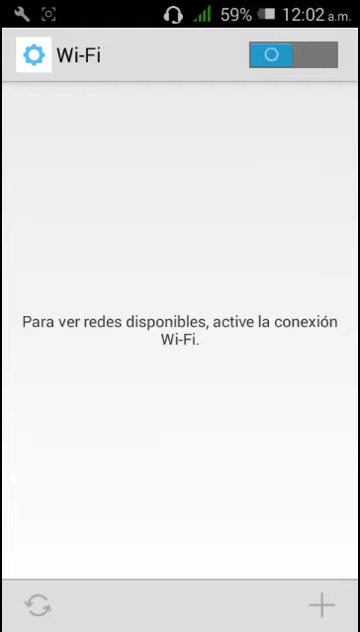 59% 12:02 a.m.
Wi-Fi
Para ver redes disponibles, active la conexión
Wi-Fi.